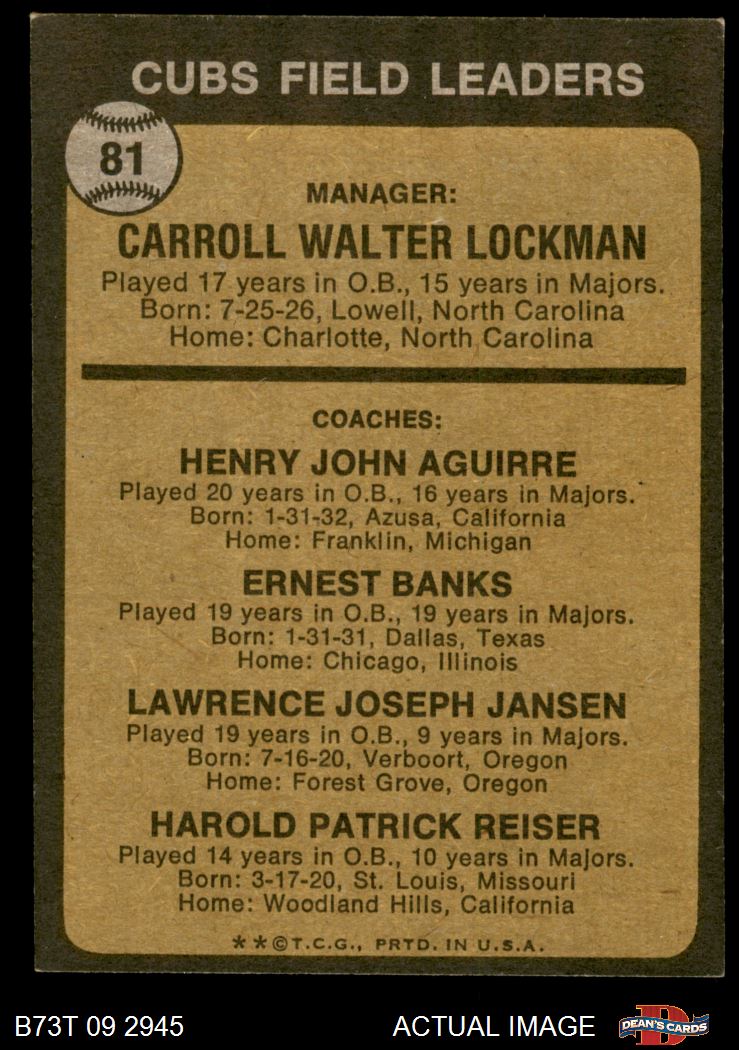 CUBS FIELD LEADERS
81
MANAGER:
CARROLL WALTER LOCKMAN
Played 17 years in O.B., 15 years in Majors.
Born: 7-25-26, Lowell, North Carolina
Home: Charlotte, North Carolina
COACHES:
HENRY JOHN AGUIRRE
Played 20 years in O.B., 16 years in Majors.
Born: 1-31-32, Azusa, California
Home: Franklin, Michigan
ERNEST BANKS
Played 19 years in O.B., 19 years in Majors.
Born: 1-31-31, Dallas, Texas
Home: Chicago, Illinois
LAWRENCE JOSEPH JANSEN
Played 19 years in O.B., 9 years in Majors.
Born: 7-16-20, Verboort, Oregon
Home: Forest Grove, Oregon
HAROLD PATRICK REISER
Played 14 years in O.B., 10 years in Majors.
Born: 3-17-20, St. Louis, Missouri
Home: Woodland Hills, California
**©T.C.G., PRTD. IN U.S.A.
B73T 09 2945
ACTUAL IMAGE
D
DEAN'S CARDS